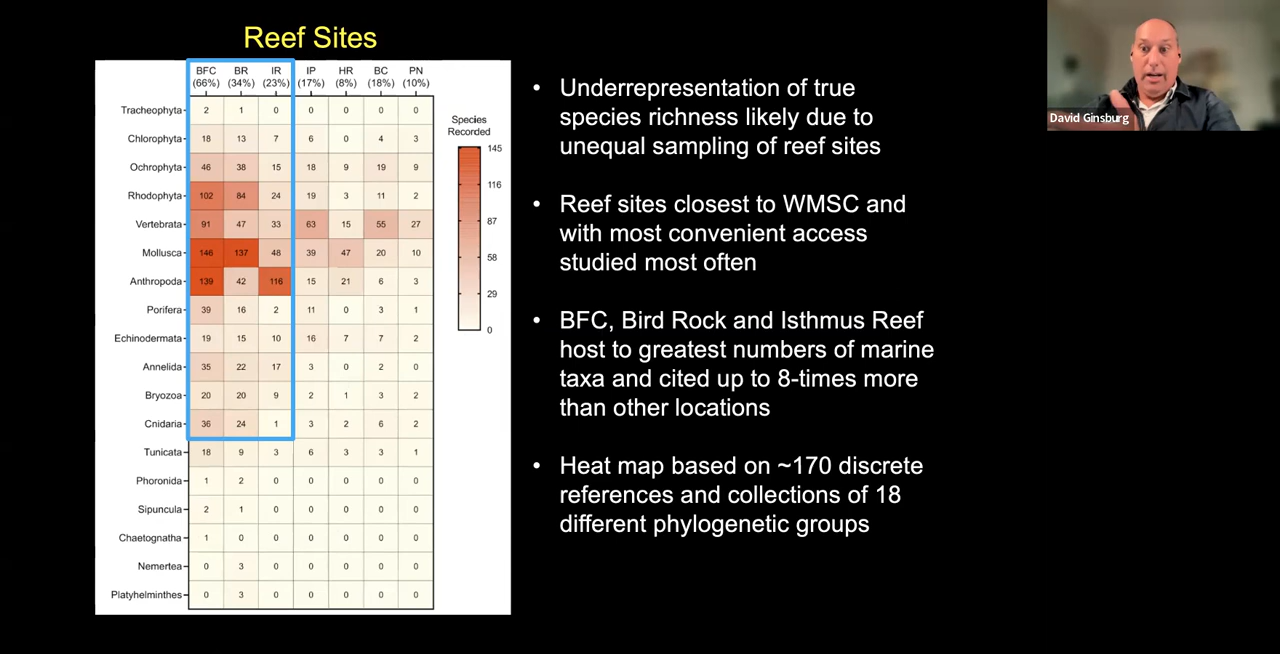 Reef Sites
BFC BR IR IP HR BC PN
(66%) (34%) (23%) (17%) (8%) (18%) (10%)
Tracheophyta 2 1 0 0 0 0 0
Chlorophyta 18 13 7 6 0 4 3
Ochrophyta 46 38 15 18 9 19 9
Rhodophyta 102 84 24 19 3 11 2
Vertebrata 91 47 33 63 15 55 27
Mollusca 146 137 48 39 47 20 10
Anthropoda 139 42 116 15 21 6 3
Porifera 39 16 2 11 0 3 1
Echinodermata 19 15 10 16 7 7 2
Annelida 35 22 17 3 0 2 0
Bryozoa 20 20 9 2 1 3 2
Cnidaria 36 24 1 3 2 6 2
Tunicata 18 9 3 6 3 3 1
Phoronida 1 2 0 0 0 0 0
Sipuncula 2 1 0 0 0 0 0
Chaetognatha 1 0 0 0 0 0 0
Nemertea 0 3 0 0 0 0 0
Platyhelminthes 0 3 0 0 0 0 0
Species
Recorded
145
116
87
58
29
0
• Underrepresentation of true
species richness likely due to
unequal sampling of reef sites
• Reef sites closest to WMSC and
with most convenient access
studied most often
• BFC, Bird Rock and Isthmus Reef
host to greatest numbers of marine
taxa and cited up to 8-times more
than other locations
• Heat map based on ~170 discrete
references and collections of 18
different phylogenetic groups
David Ginsburg